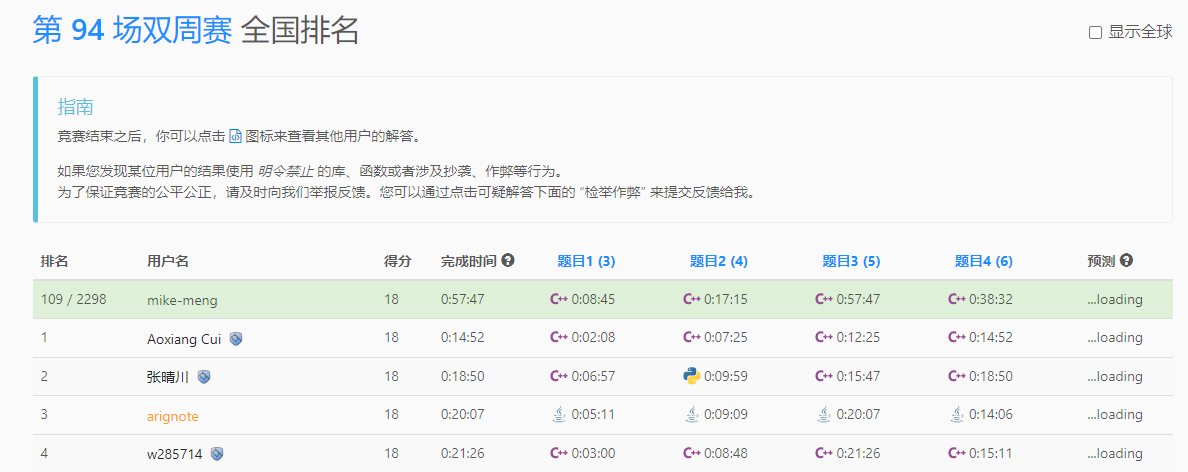 第 94 场双周赛 全国排名
显示全球
指南
竞赛结束之后，你可以点击 图标来查看其他用户的解答。
如果您发现某位用户的结果使用 明令禁止 的库、函数或者涉及抄袭、作弊等行为。
为了保证竞赛的公平公正，请及时向我们举报反馈。您可以通过点击可疑解答下面的 “检举作弊” 来提交反馈给我。
排名 用户名 得分 完成时间 题目1 (3) 题目2 (4) 题目3 (5) 题目4 (6) 预测
109 / 2298 mike-meng 18 0:57:47 C++ 0:08:45 C++ 0:17:15 C++ 0:57:47 C++ 0:38:32 ...loading
1 Aoxiang Cui 18 0:14:52 C++ 0:02:08 C++ 0:07:25 C++ 0:12:25 C++ 0:14:52 ...loading
2 张晴川 18 0:18:50 C++ 0:06:57 0:09:59 C++ 0:15:47 C++ 0:18:50 ...loading
3 arignote 18 0:20:07 0:05:11 0:09:09 0:20:07 0:14:06 ...loading
4 w285714 18 0:21:26 C++ 0:03:00 C++ 0:08:48 C++ 0:21:26 C++ 0:15:11 ...loading